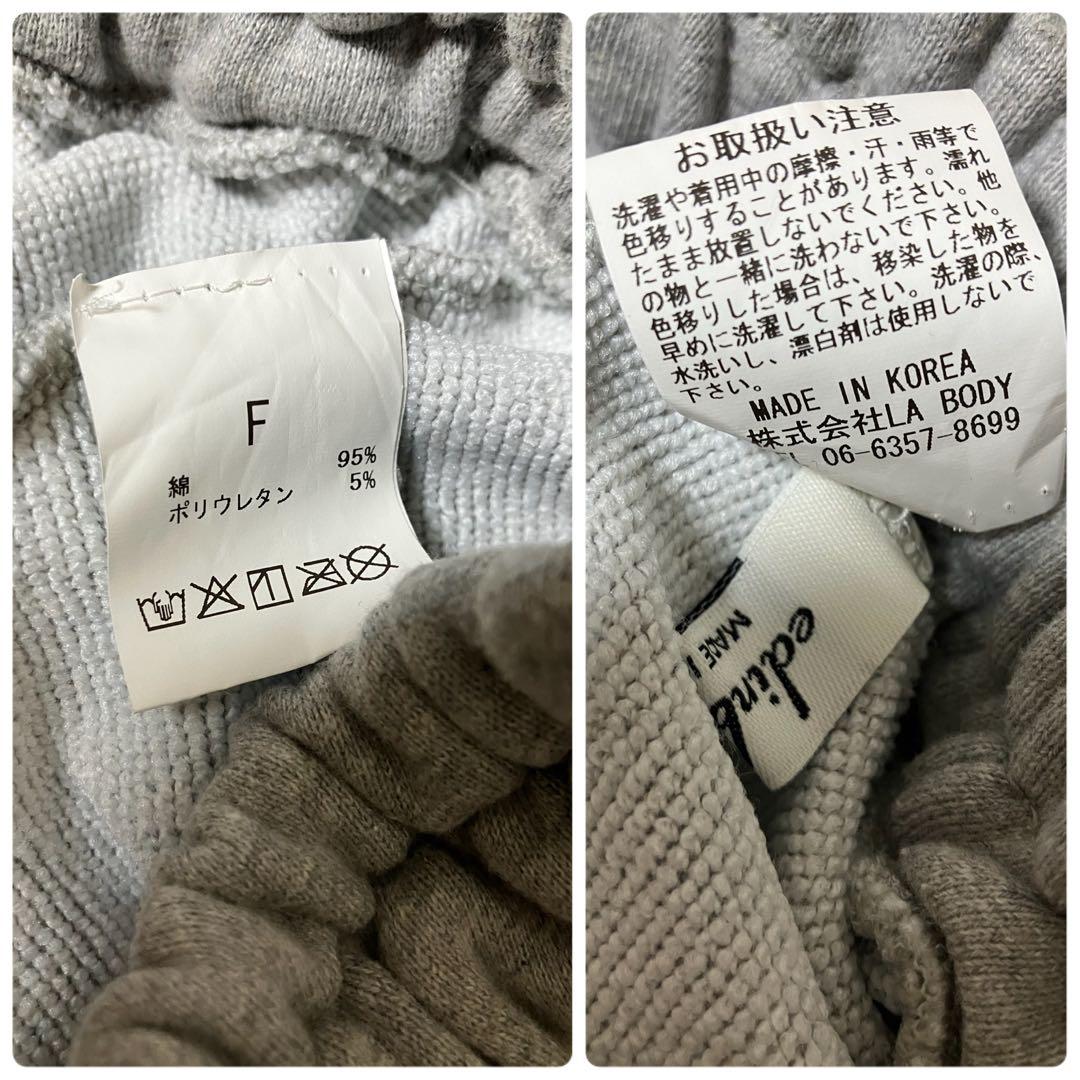 F
綿 95%
ポリウレタン 5%
お取扱い注意
洗濯や着用中の摩擦・汗・雨等で
色移りすることがあります。濡れ
たまま放置しないでください。他
の物と一緒に洗わないで下さい。
色移りした場合は、移染した物を
早めに洗濯して下さい。洗濯の際、
水洗いし、漂白剤は使用しないで
下さい。
MADE IN KOREA
株式会社LA BODY
06-6357-8699
MADE